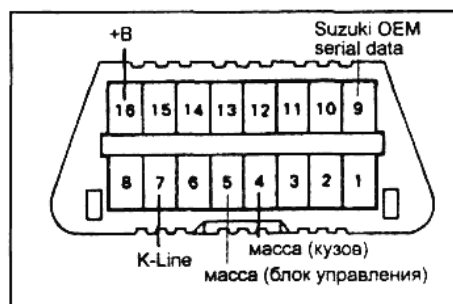 +B
Suzuki OEM
serial data
16 15 14 13 12 11 10 9
8 7 6 5 4 3 2 1
K-Line
масса (кузов)
масса (блок управления)